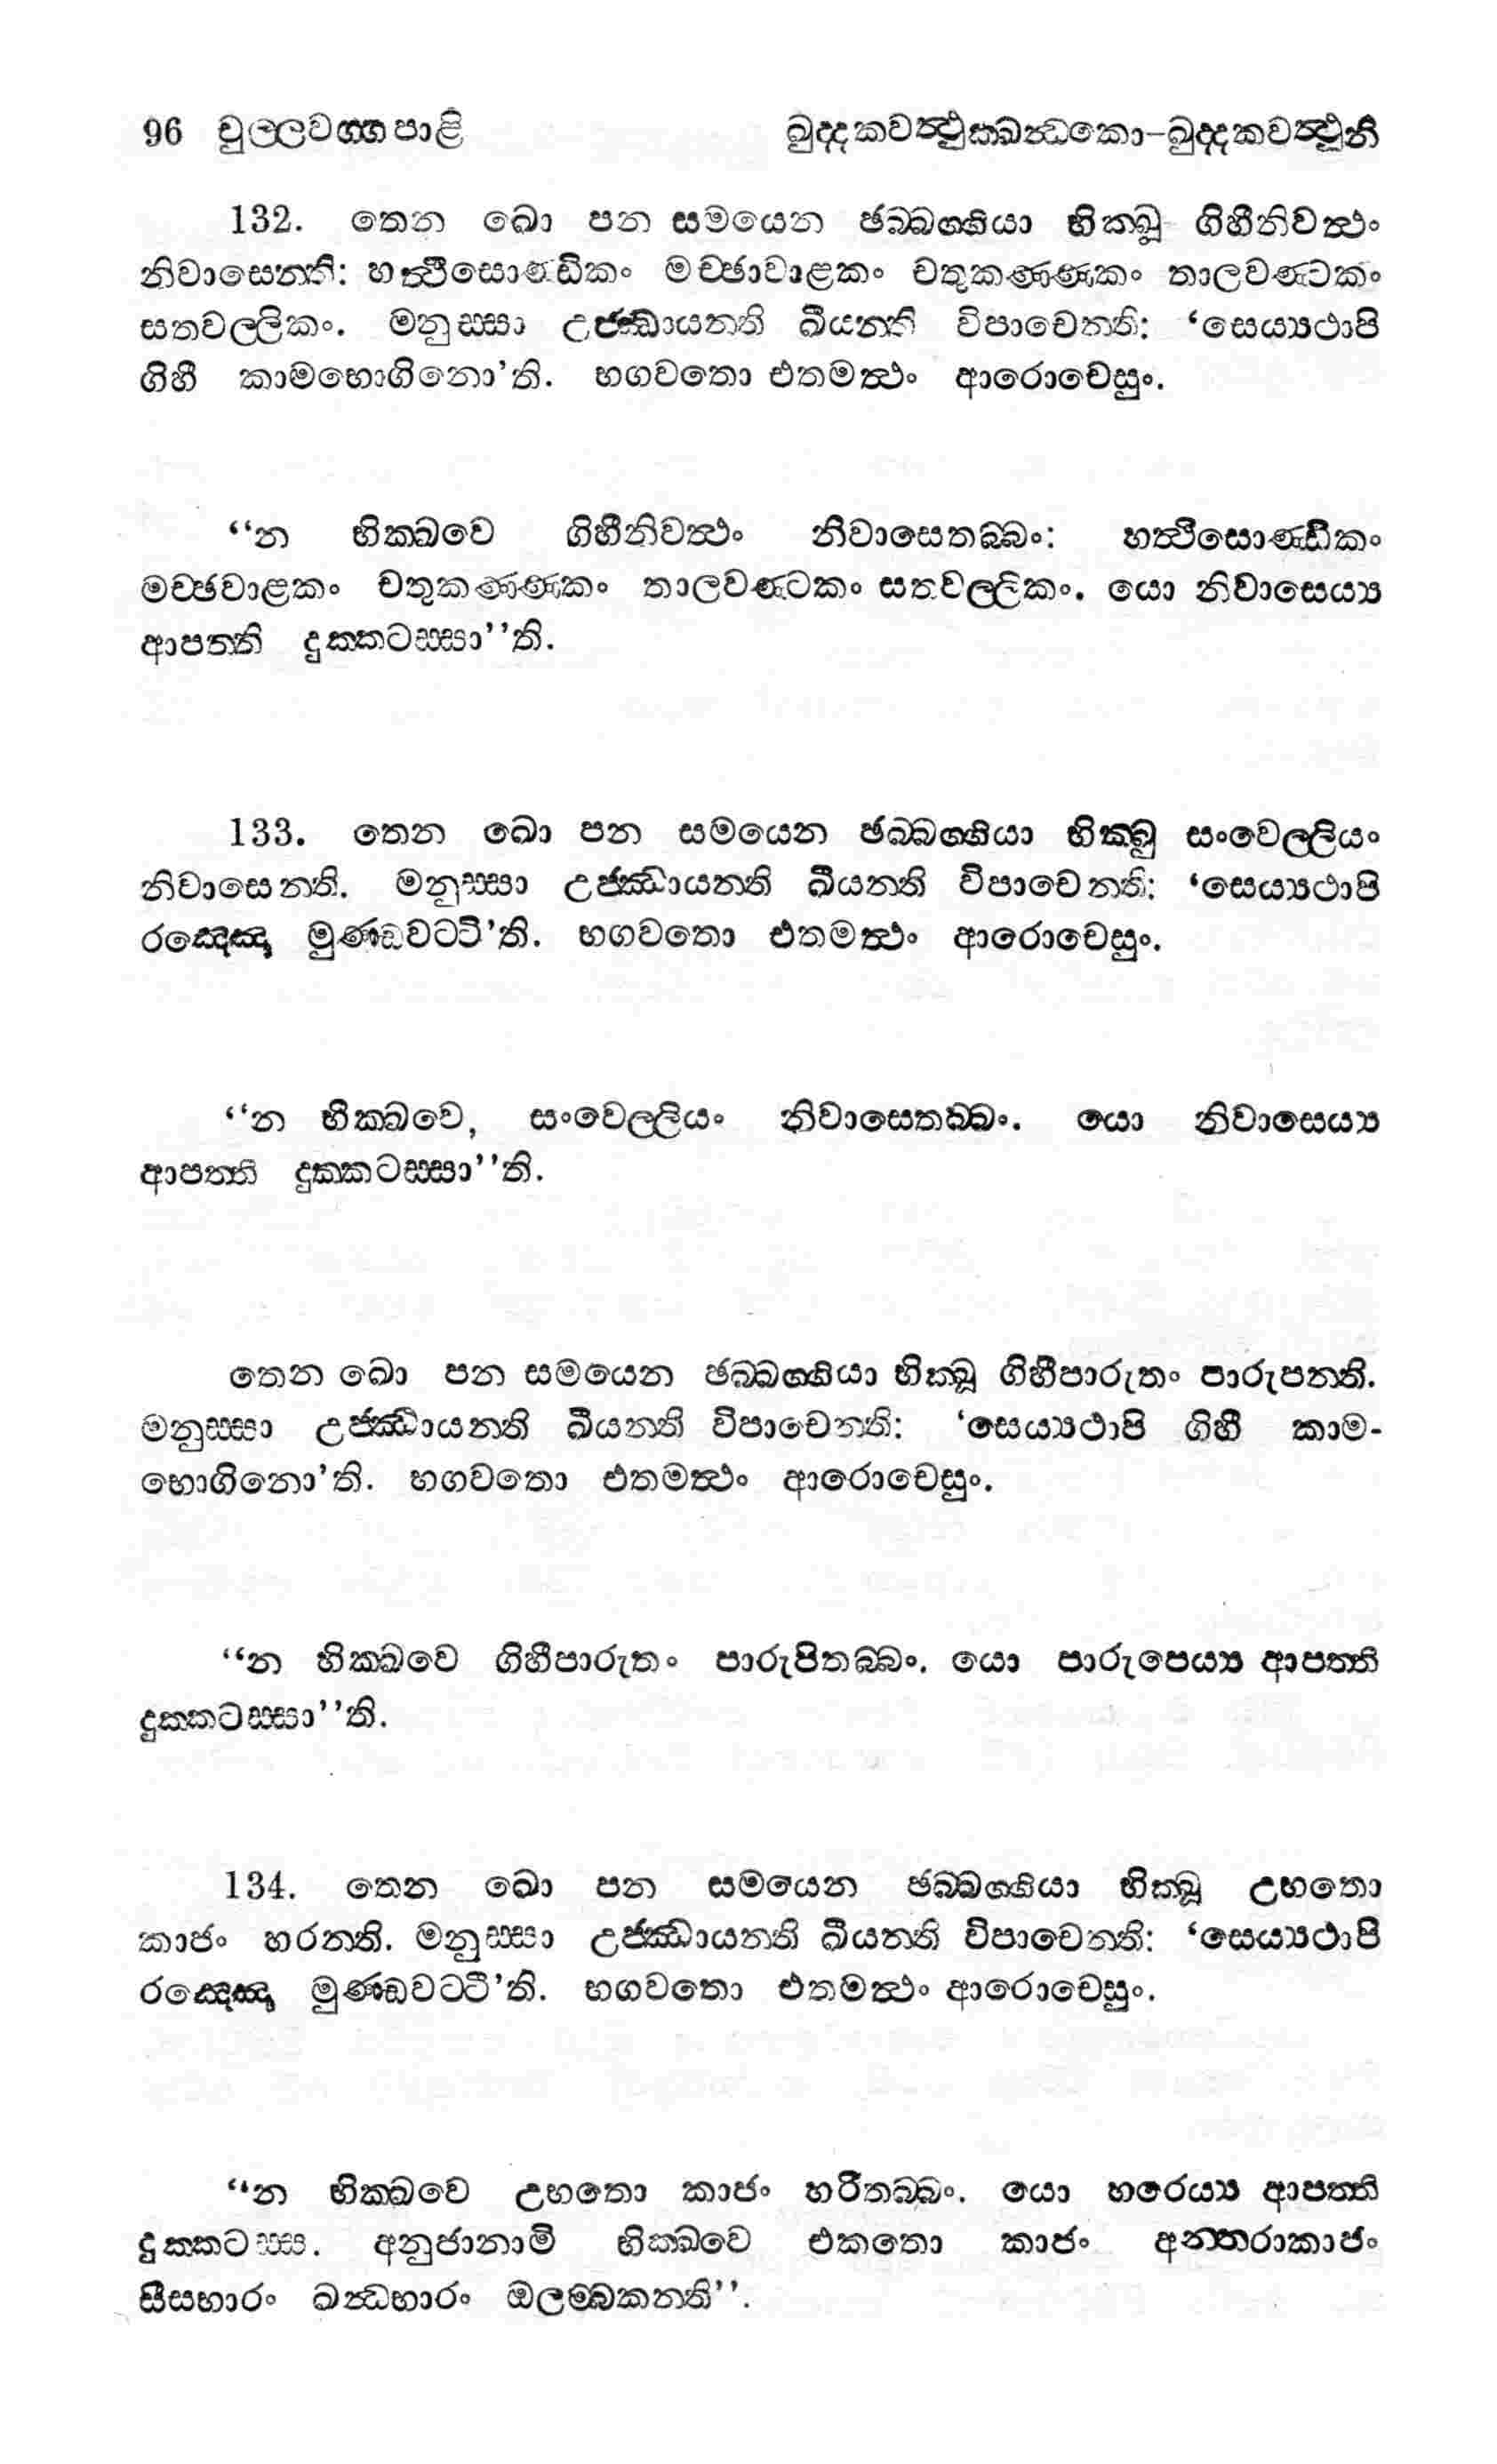 96 චුල්ලවග්ගපාළි ඛුද්දකවත්ථුක්ඛන්ධකො-ඛුද්දකවත්ථූනි
132. තෙන ඛො පන සමයෙන ඡබ්බග්ගියා භික්ඛූ ගිහීනිවත්ථං
නිවාසෙන්ති: හත්ථිසොණ්ඩිකං මච්ඡාවාළකං චතුකණ්ණකං තාලවණ්ටකං
සතවල්ලිකං. මනුස්සා උජ්ඣායන්ති ඛීයන්ති විපාචෙන්ති: ‘සෙය්‍යථාපි
ගිහී කාමභොගිනො’ති. භගවතො එතමත්ථං ආරොචෙසුං.
‘‘න භික්ඛවෙ ගිහීනිවත්ථං නිවාසෙතබ්බං: හත්ථිසොණ්ඩිකං
මච්ඡවාළකං චතුකණ්ණකං තාලවණ්ටකං සතවල්ලිකං. යො නිවාසෙය්‍ය
ආපත්ති දුක්කටස්සා’’ති.
133. තෙන ඛො පන සමයෙන ඡබ්බග්ගියා භික්ඛු සංවෙල්ලියං
නිවාසෙන්ති. මනුස්සා උජ්ඣායන්ති ඛීයන්ති විපාචෙන්ති: ‘සෙය්‍යථාපි
රඤ්ඤො මුණ්ඩවට්ටි’ති. භගවතො එතමත්ථං ආරොචෙසුං.
‘‘න භික්ඛවෙ, සංවෙල්ලියං නිවාසෙතබ්බං. යො නිවාසෙය්‍ය
ආපත්ති දුක්කටස්සා’’ති.
තෙන ඛො පන සමයෙන ඡබ්බග්ගියා භික්ඛූ ගිහීපාරුතං පාරුපන්ති.
මනුස්සා උජ්ඣායන්ති ඛීයන්ති විපාචෙන්ති: ‘සෙය්‍යථාපි ගිහී කාම-
භොගිනො’ති. භගවතො එතමත්ථං ආරොචෙසුං.
‘‘න භික්ඛවෙ ගිහීපාරුතං පාරුපිතබ්බං. යො පාරුපෙය්‍ය ආපත්ති
දුක්කටස්සා’’ති.
134. තෙන ඛො පන සමයෙන ඡබ්බග්ගියා භික්ඛූ උභතො
කාජං හරන්ති. මනුස්සා උජ්ඣායන්ති ඛීයන්ති විපාචෙන්ති: ‘සෙය්‍යථාපි
රඤ්ඤො මුණ්ඩවට්ටී’ති. භගවතො එතමත්ථං ආරොචෙසුං.
‘‘න භික්ඛවෙ උභතො කාජං හරිතබ්බං. යො හරෙය්‍ය ආපත්ති
දුක්කටස්ස. අනුජානාමි භික්ඛවෙ එකතො කාජං අන්තරාකාජං
සීසභාරං ඛන්ධභාරං ඔලම්බකන්ති’’.